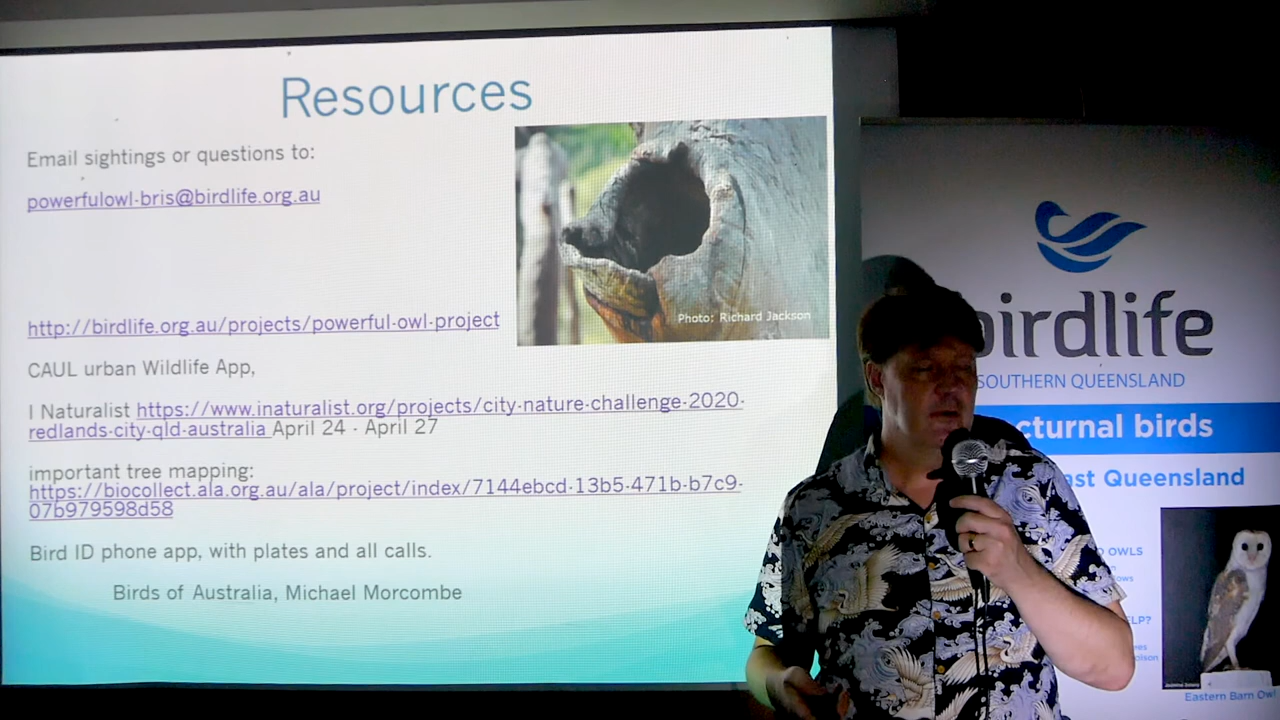 Resources
Email sightings or questions to:
powerfulowl-bris@birdlife.org.au
http://birdlife.org.au/projects/powerful-owl-project
CAUL urban Wildlife App,
I Naturalist https://www.inaturalist.org/projects/city-nature-challenge-2020-
redlands-city-qld-australia April 24 - April 27
important tree mapping:
https://biocollect.ala.org.au/ala/project/index/7144ebcd-13b5-471b-b7c9-
07b979598d58
Bird ID phone app, with plates and all calls.
Birds of Australia, Michael Morcombe
Photo: Richard Jackson
birdlife
SOUTHERN QUEENSLAND
cturnal birds
ast Queensland
OWLS
ows
ELP?
Eastern Barn Owl